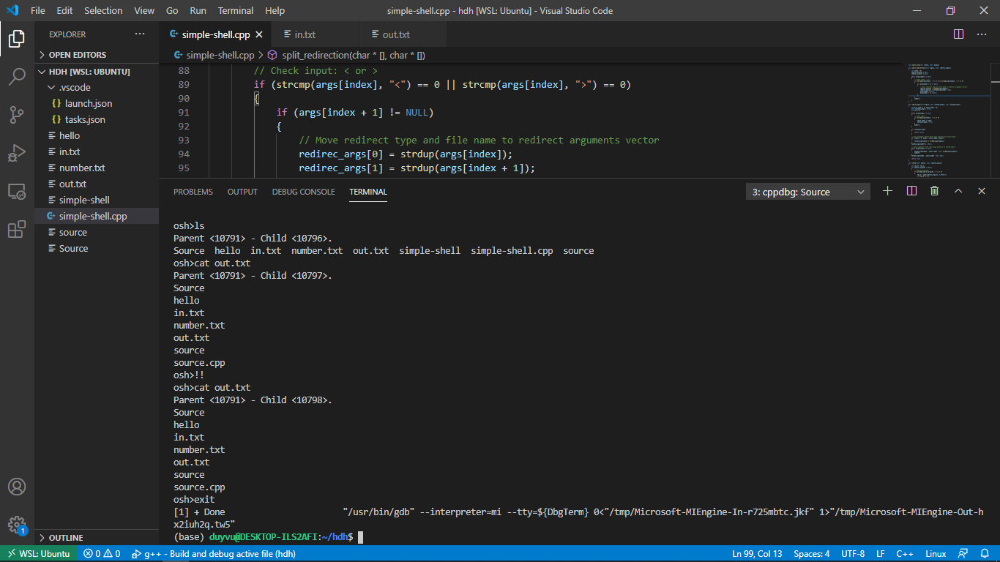 File Edit Selection View Go Run Terminal Help
simple-shell.cpp - hdh [WSL: Ubuntu] - Visual Studio Code
EXPLORER
OPEN EDITORS
HDH [WSL: UBUNTU]
.vscode
{} launch.json
{} tasks.json
hello
in.txt
number.txt
out.txt
simple-shell
simple-shell.cpp
source
Source
OUTLINE
1
simple-shell.cpp in.txt out.txt
simple-shell.cpp > split_redirection(char * [], char * [])
88 // Check input: < or >
89 if (strcmp(args[index], "<") == 0 || strcmp(args[index], ">") == 0)
90 {
91 if (args[index + 1] != NULL)
92 {
93 // Move redirect type and file name to redirect arguments vector
94 redirec_args[0] = strdup(args[index]);
95 redirec_args[1] = strdup(args[index + 1]);
PROBLEMS OUTPUT DEBUG CONSOLE TERMINAL
3: cppdbg: Source
osh>ls
Parent <10791> - Child <10796>.
Source hello in.txt number.txt out.txt simple-shell simple-shell.cpp source
osh>cat out.txt
Parent <10791> - Child <10797>.
Source
hello
in.txt
number.txt
out.txt
source
source.cpp
osh>!!
osh>cat out.txt
Parent <10791> - Child <10798>.
Source
hello
in.txt
number.txt
out.txt
source
source.cpp
osh>exit
[1] + Done "/usr/bin/gdb" --interpreter=mi --tty=${DbgTerm} 0<"/tmp/Microsoft-MIEngine-In-r725mbtc.jkf" 1>"/tmp/Microsoft-MIEngine-Out-h
x2iuh2q.tw5"
(base) duyvu@DESKTOP-ILS2AFI:~/hdh$
WSL: Ubuntu 0 0 g++ - Build and debug active file (hdh) Ln 99, Col 13 Spaces: 4 UTF-8 LF C++ Linux